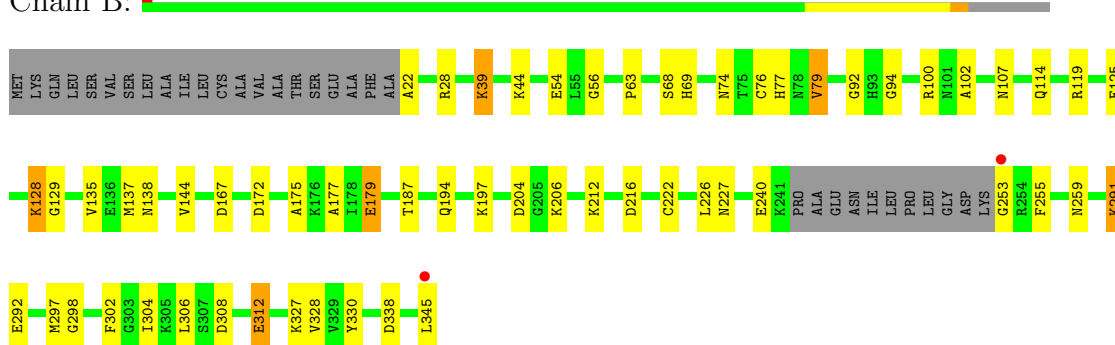 Chain B:
MET LYS GLN LEU SER VAL SER LEU ALA ILE LEU CYS ALA VAL ALA THR SER GLU ALA PHE ALA A22 R28 K39 K44 E54 L55 G56 P63 S68 H69 N74 T75 C76 H77 N78 V79 G92 H93 G94 R100 N101 A102 N107 Q114 R119
K128 G129 V135 E136 M137 N138 V144 D167 D172 A175 K176 A177 I178 E179 T187 Q194 K197 D204 G205 K206 K212 D216 C222 L226 N227 E240 K241 PRO ALA GLU ASN ILE LEU PRO LEU GLY ASP LYS G253 R254 F255 N259
E292 M297 G298 F302 G303 I304 K305 L306 S307 D308 E312 K327 V328 V329 Y330 D338 L345